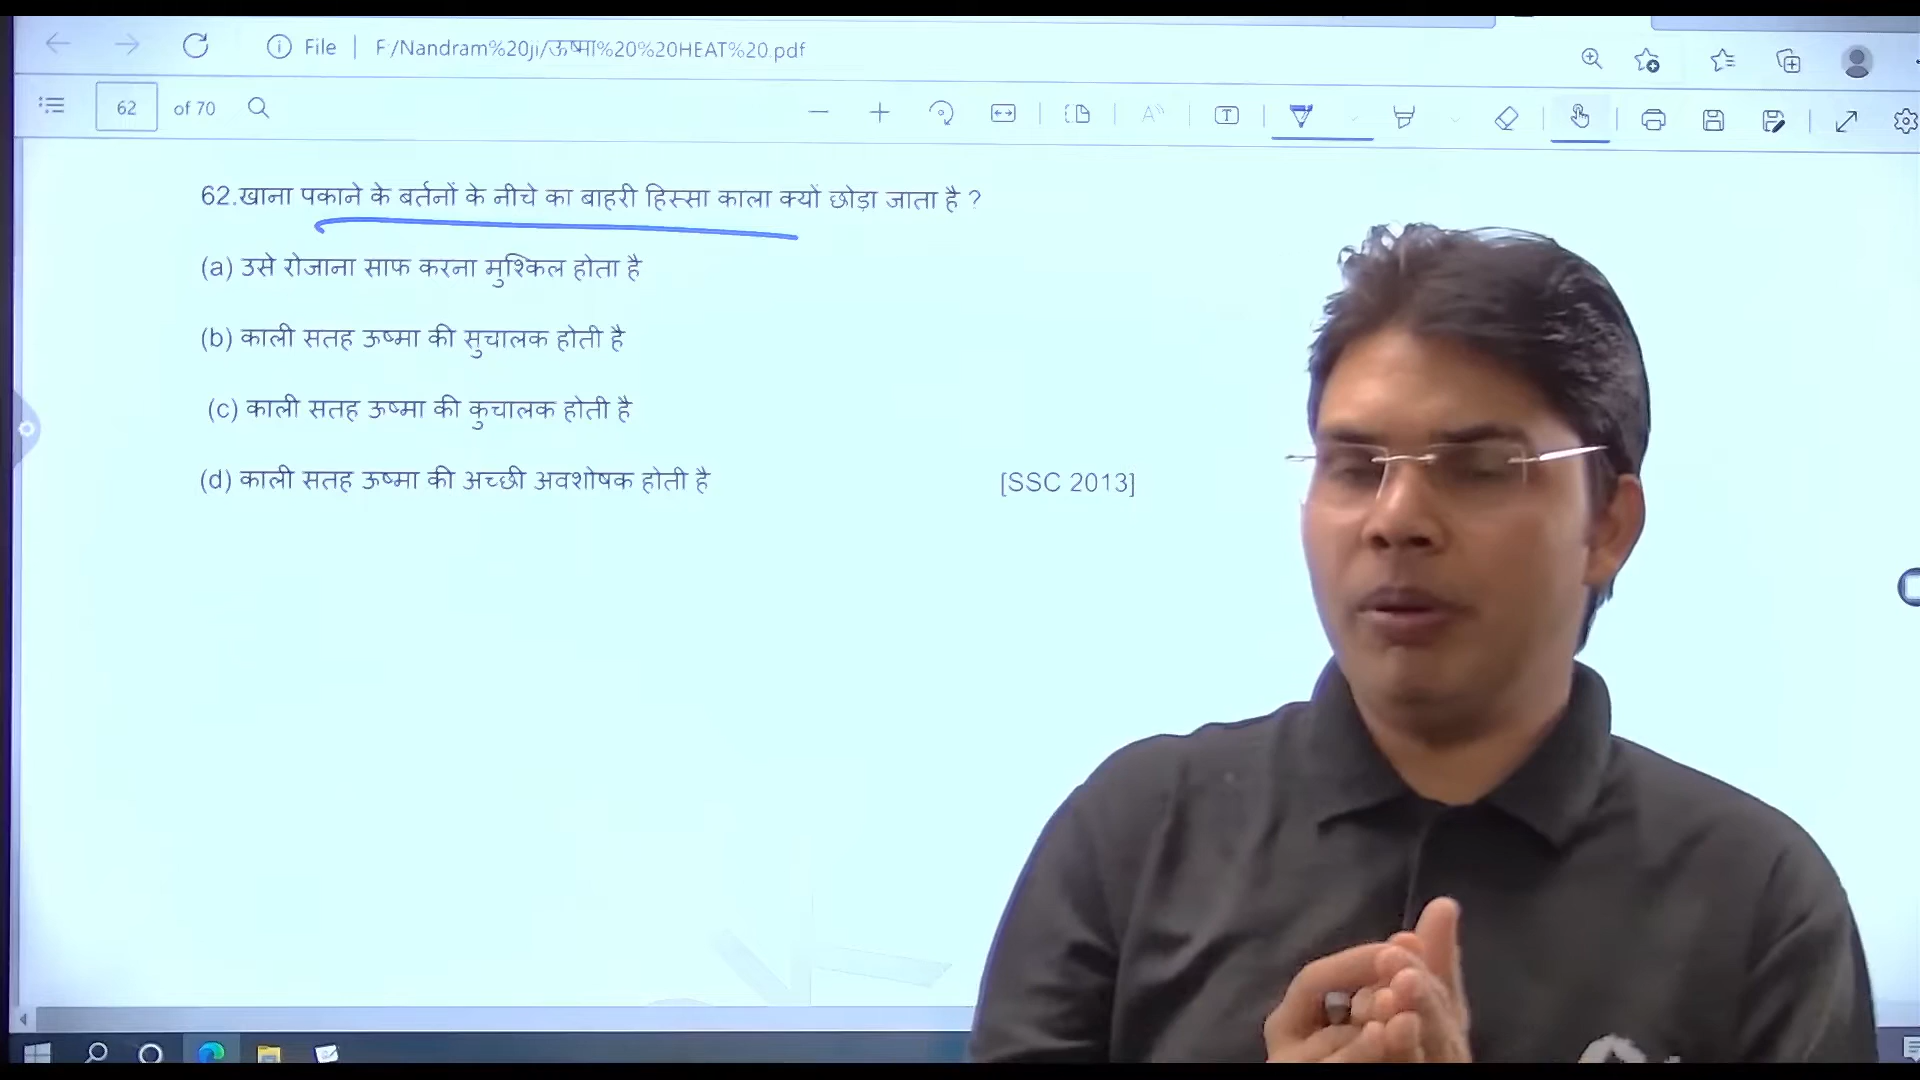 File | F:/Nandram%20ji/ऊष्मा%20%20HEAT%20.pdf
62 of 70
62.खाना पकाने के बर्तनों के नीचे का बाहरी हिस्सा काला क्यों छोड़ा जाता है ?
(a) उसे रोजाना साफ करना मुश्किल होता है
(b) काली सतह ऊष्मा की सुचालक होती है
(c) काली सतह ऊष्मा की कुचालक होती है
(d) काली सतह ऊष्मा की अच्छी अवशोषक होती है [SSC 2013]